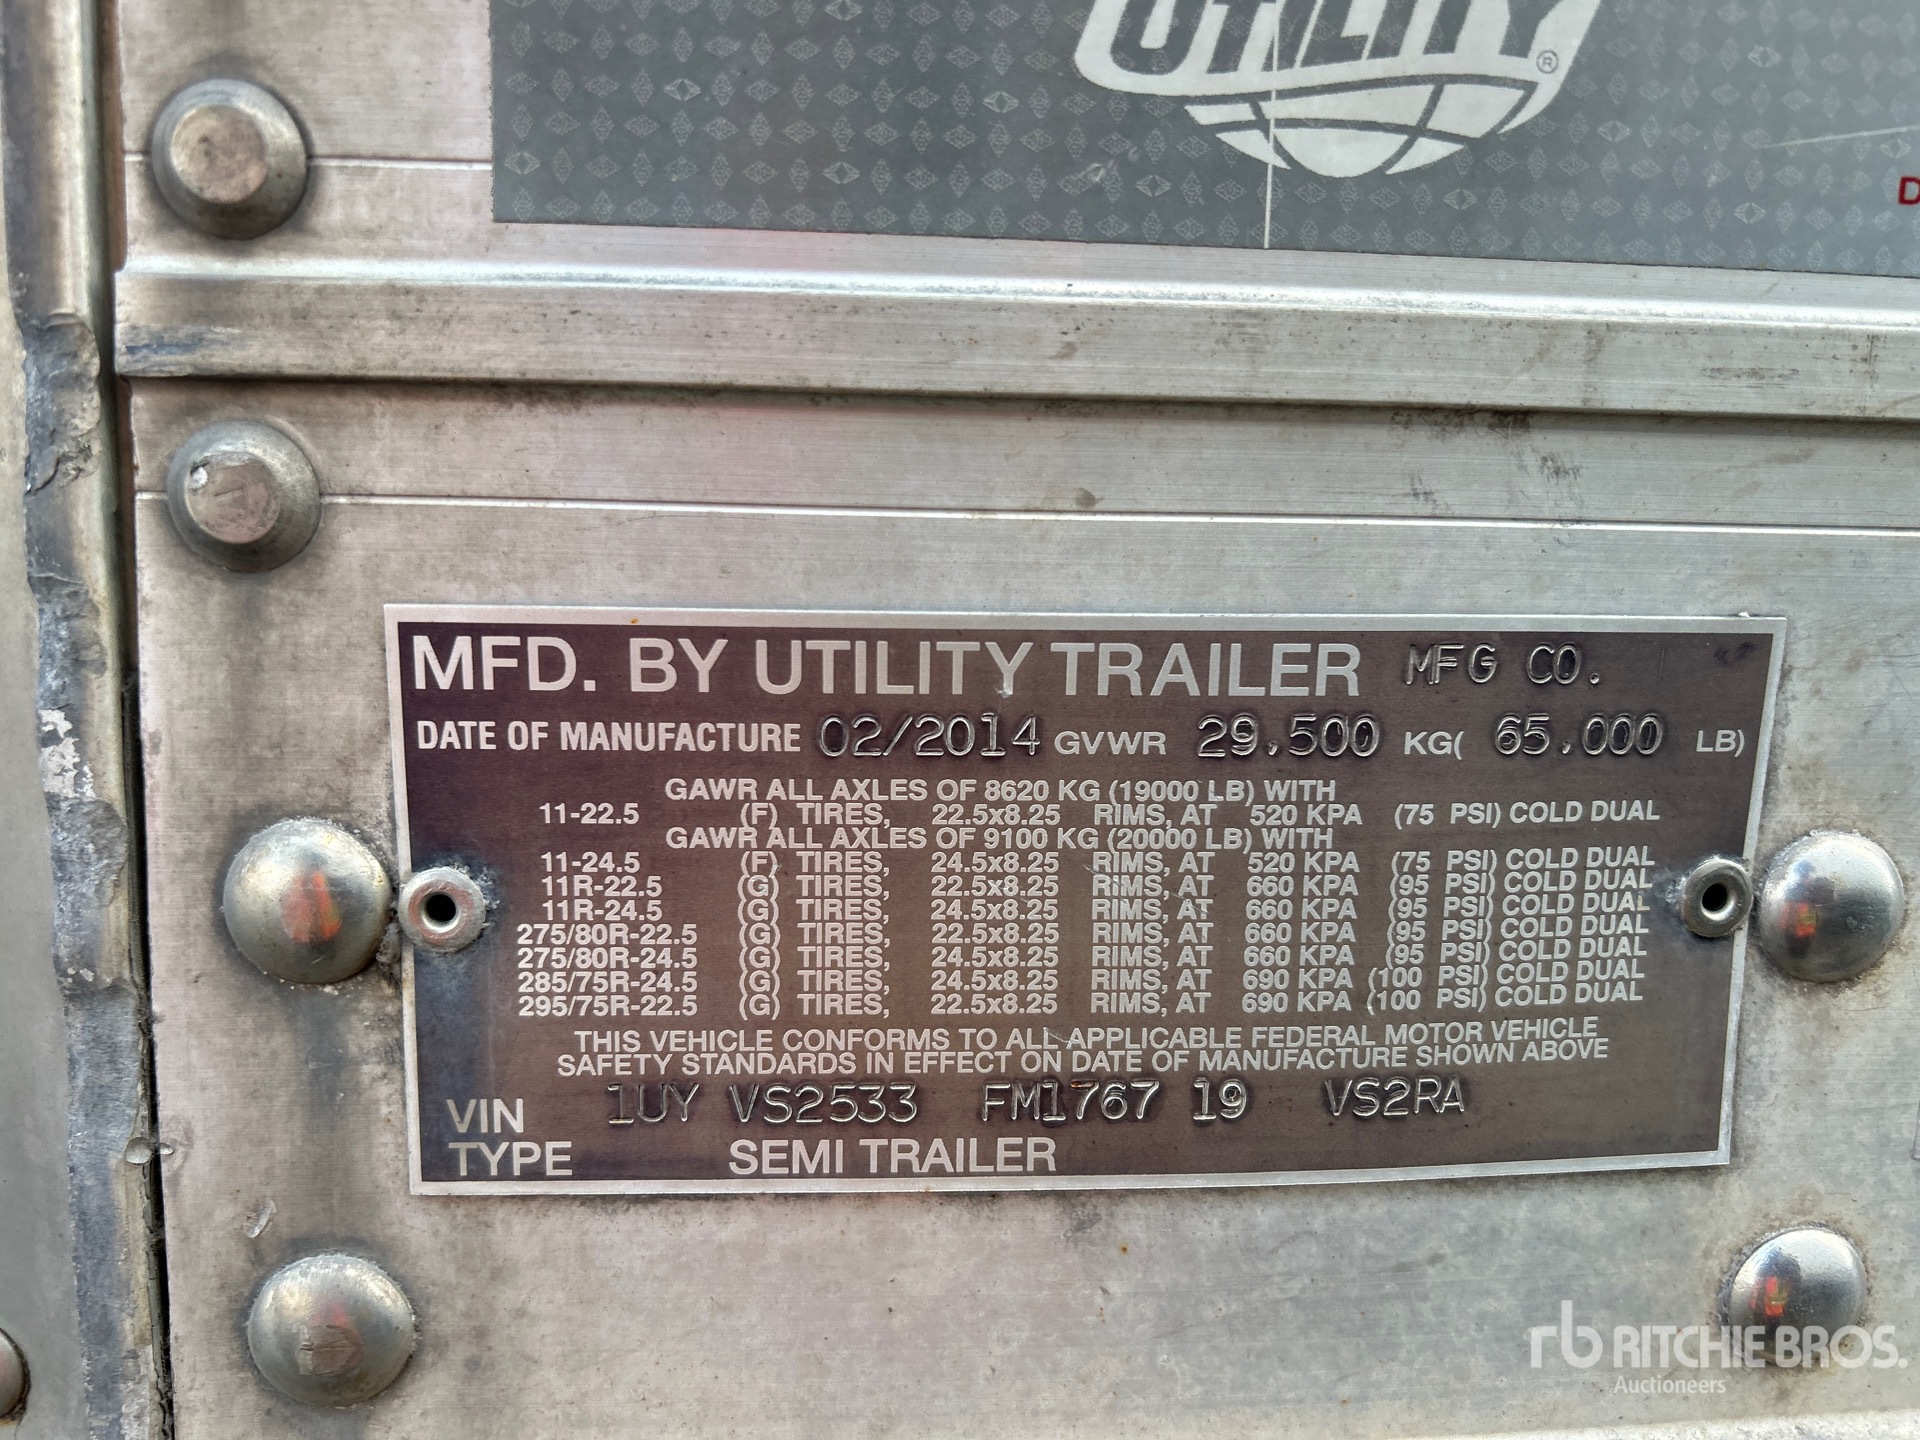 UTILITY®
D
MFD. BY UTILITY TRAILER MFG CO.
DATE OF MANUFACTURE 02/2014 GVWR 29,500 KG( 65,000 LB)
GAWR ALL AXLES OF 8620 KG (19000 LB) WITH
11-22.5 (F) TIRES, 22.5x8.25 RIMS, AT 520 KPA (75 PSI) COLD DUAL
GAWR ALL AXLES OF 9100 KG (20000 LB) WITH
11-24.5 (F) TIRES, 24.5x8.25 RIMS, AT 520 KPA (75 PSI) COLD DUAL
11R-22.5 (G) TIRES, 22.5x8.25 RIMS, AT 660 KPA (95 PSI) COLD DUAL
11R-24.5 (G) TIRES, 24.5x8.25 RIMS, AT 660 KPA (95 PSI) COLD DUAL
275/80R-22.5 (G) TIRES, 22.5x8.25 RIMS, AT 660 KPA (95 PSI) COLD DUAL
275/80R-24.5 (G) TIRES, 24.5x8.25 RIMS, AT 660 KPA (95 PSI) COLD DUAL
285/75R-24.5 (G) TIRES, 24.5x8.25 RIMS, AT 690 KPA (100 PSI) COLD DUAL
295/75R-22.5 (G) TIRES, 22.5x8.25 RIMS, AT 690 KPA (100 PSI) COLD DUAL
THIS VEHICLE CONFORMS TO ALL APPLICABLE FEDERAL MOTOR VEHICLE
SAFETY STANDARDS IN EFFECT ON DATE OF MANUFACTURE SHOWN ABOVE
VIN 1UY VS2533 FM1767 19 VS2RA
TYPE SEMI TRAILER
rb RITCHIE BROS.
Auctioneers